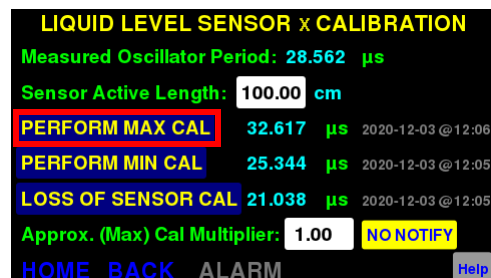 LIQUID LEVEL SENSOR X CALIBRATION
Measured Oscillator Period: 28.562 µs
Sensor Active Length: 100.00 cm
PERFORM MAX CAL 32.617 µs 2020-12-03 @ 12:06
PERFORM MIN CAL 25.344 µs 2020-12-03 @ 12:05
LOSS OF SENSOR CAL 21.038 µs 2020-12-03 @ 12:05
Approx. (Max) Cal Multiplier: 1.00 NO NOTIFY
HOME BACK ALARM Help